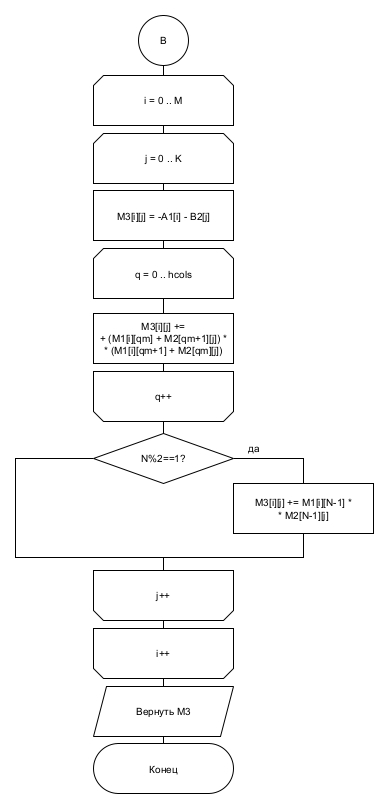 B
i = 0 .. M
j = 0 .. K
M3[i][j] = -A1[i] - B2[j]
q = 0 .. hcols
M3[i][j] +=
+ (M1[i][qm] + M2[qm+1][j]) *
* (M1[i][qm+1] + M2[qm][j])
q++
N%2==1?
да
M3[i][j] += M1[i][N-1] *
* M2[N-1][j]
j++
i++
Вернуть M3
Конец